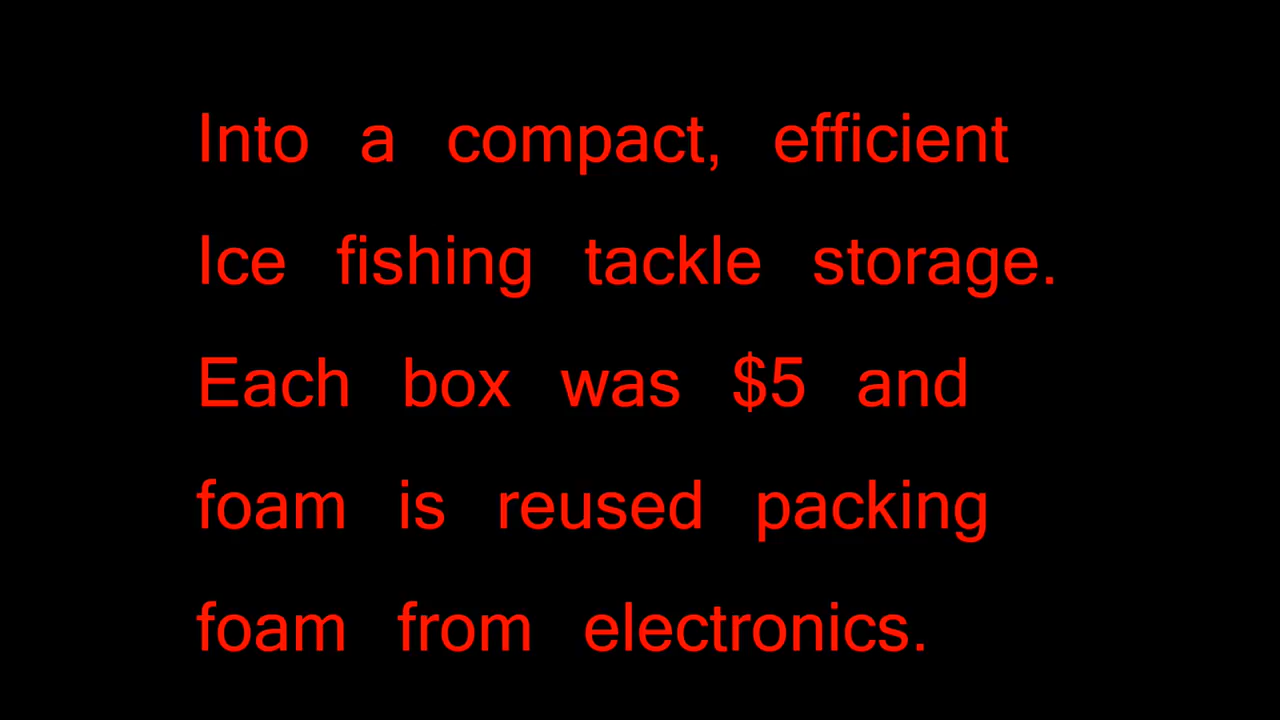 Into a compact, efficient
Ice fishing tackle storage.
Each box was $5 and
foam is reused packing
foam from electronics.